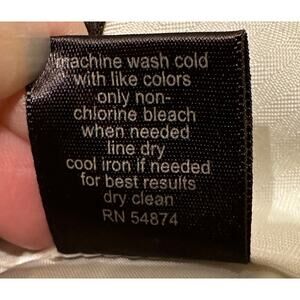 machine wash cold
with like colors
only non-
chlorine bleach
when needed
line dry
cool iron if needed
for best results
dry clean
RN 54874